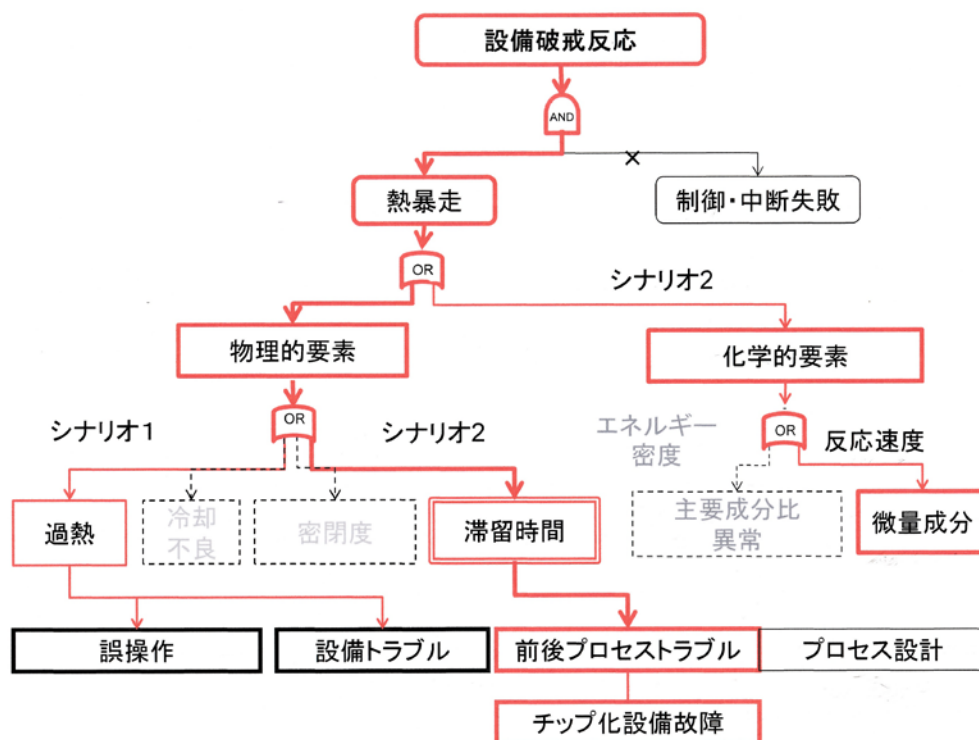 設備破戒反応
AND
×
熱暴走
制御・中断失敗
OR
シナリオ2
物理的要素
化学的要素
OR
シナリオ1
シナリオ2
エネルギー
密度
OR
反応速度
過熱
冷却
不良
密閉度
滞留時間
主要成分比
異常
微量成分
誤操作
設備トラブル
前後プロセストラブル
プロセス設計
チップ化設備故障